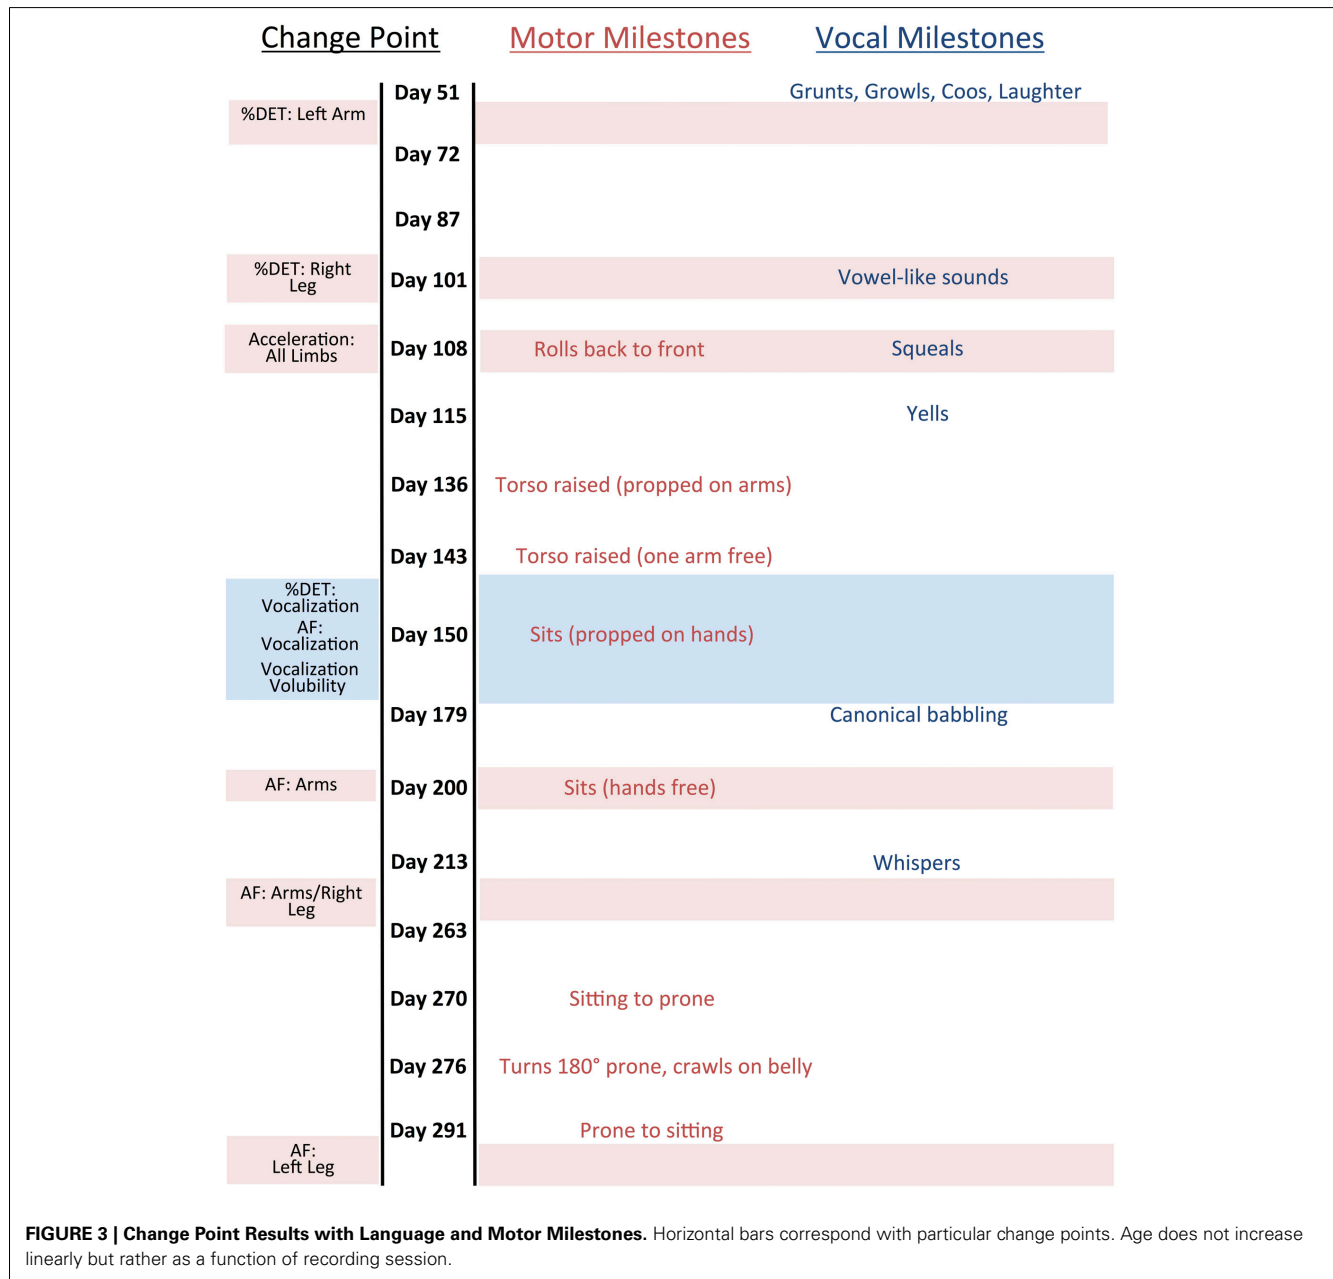 Change Point Motor Milestones Vocal Milestones
Day 51 Grunts, Growls, Coos, Laughter
%DET: Left Arm
Day 72
Day 87
%DET: Right
Leg
Day 101 Vowel-like sounds
Acceleration:
All Limbs
Day 108 Rolls back to front Squeals
Day 115 Yells
Day 136 Torso raised (propped on arms)
Day 143 Torso raised (one arm free)
%DET:
Vocalization
AF:
Vocalization
Vocalization
Volubility
Day 150 Sits (propped on hands)
Day 179 Canonical babbling
AF: Arms Day 200 Sits (hands free)
Day 213 Whispers
AF: Arms/Right
Leg
Day 263
Day 270 Sitting to prone
Day 276 Turns 180° prone, crawls on belly
Day 291 Prone to sitting
AF:
Left Leg
FIGURE 3 | Change Point Results with Language and Motor Milestones. Horizontal bars correspond with particular change points. Age does not increase
linearly but rather as a function of recording session.